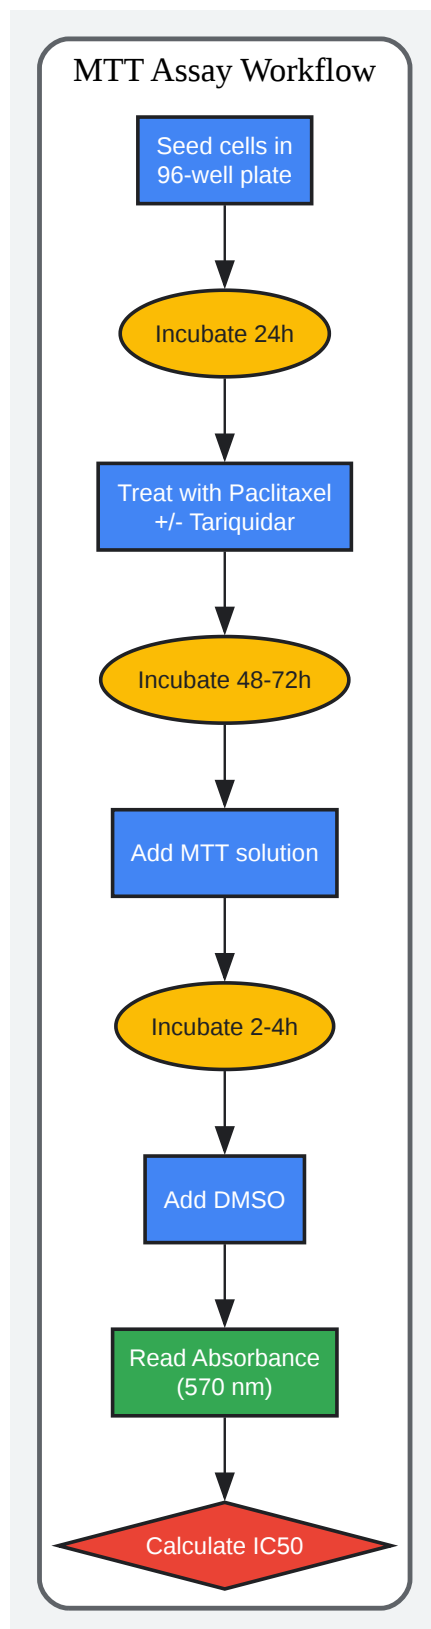 MTT Assay Workflow
Seed cells in
96-well plate
Incubate 24h
Treat with Paclitaxel
+/- Tariquidar
Incubate 48-72h
Add MTT solution
Incubate 2-4h
Add DMSO
Read Absorbance
(570 nm)
Calculate IC50